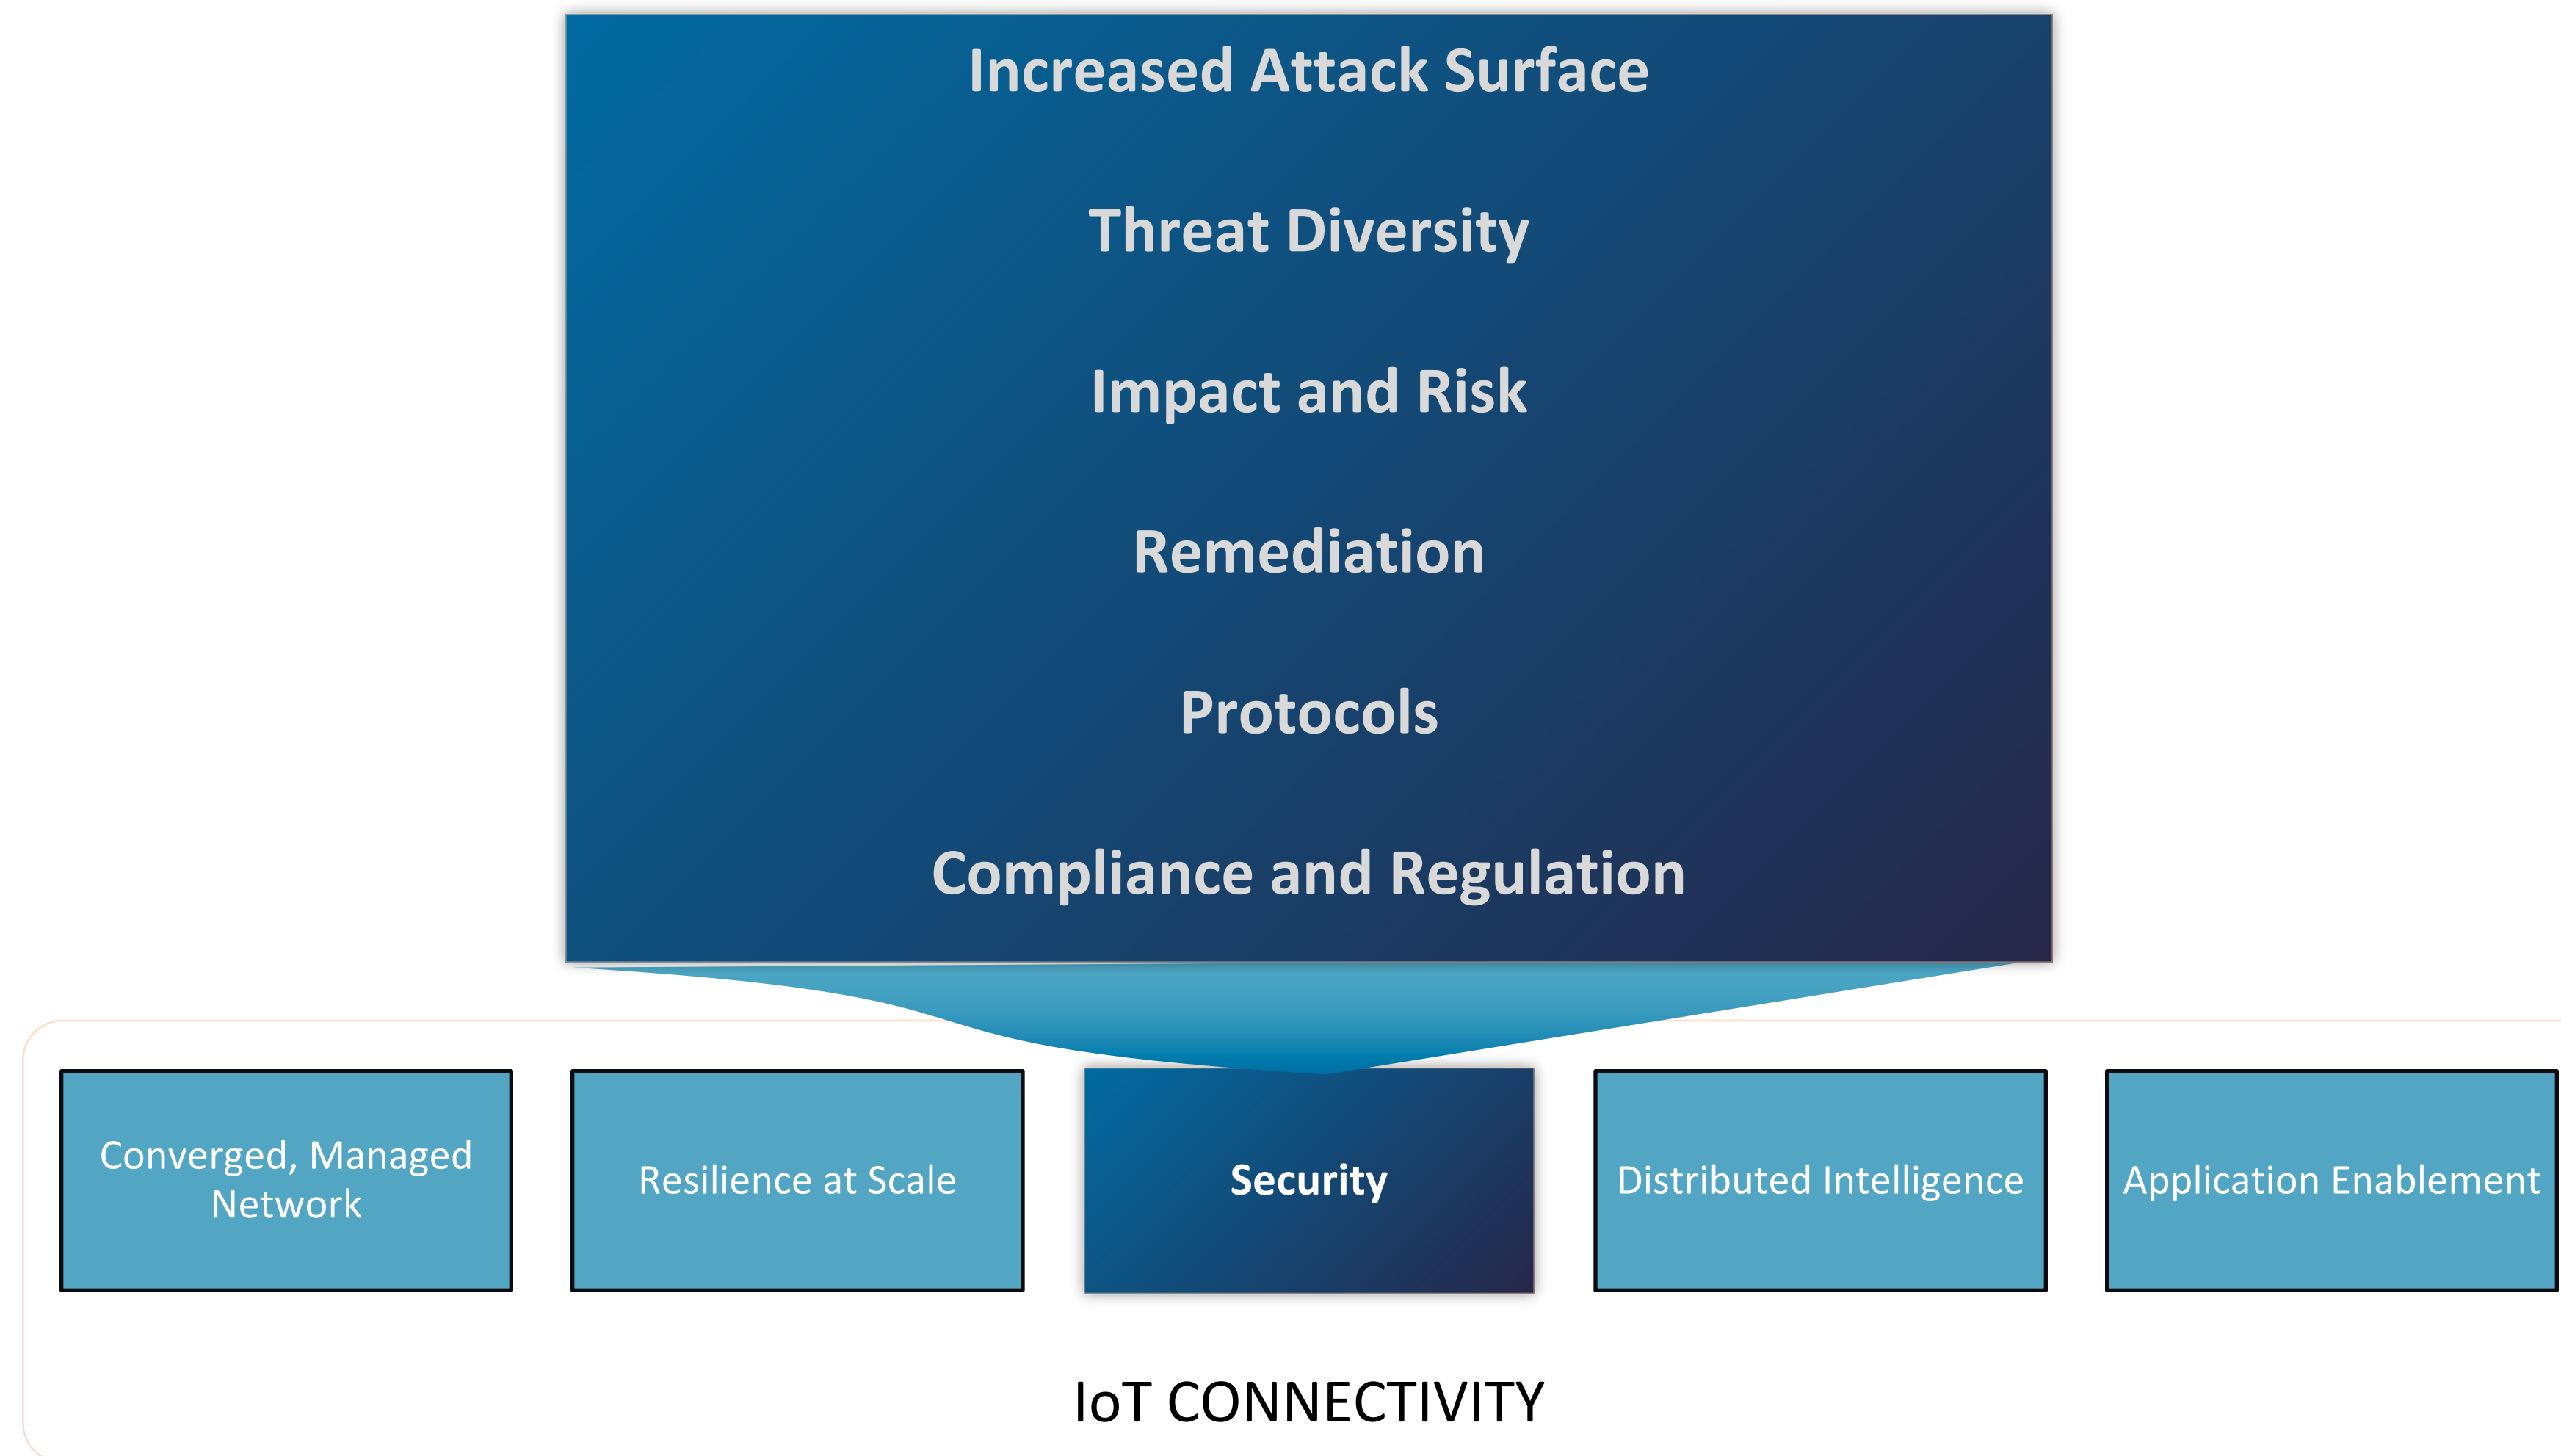 Increased Attack Surface
Threat Diversity
Impact and Risk
Remediation
Protocols
Compliance and Regulation
Converged, Managed
Network
Resilience at Scale
Security
Distributed Intelligence
Application Enablement
IoT CONNECTIVITY